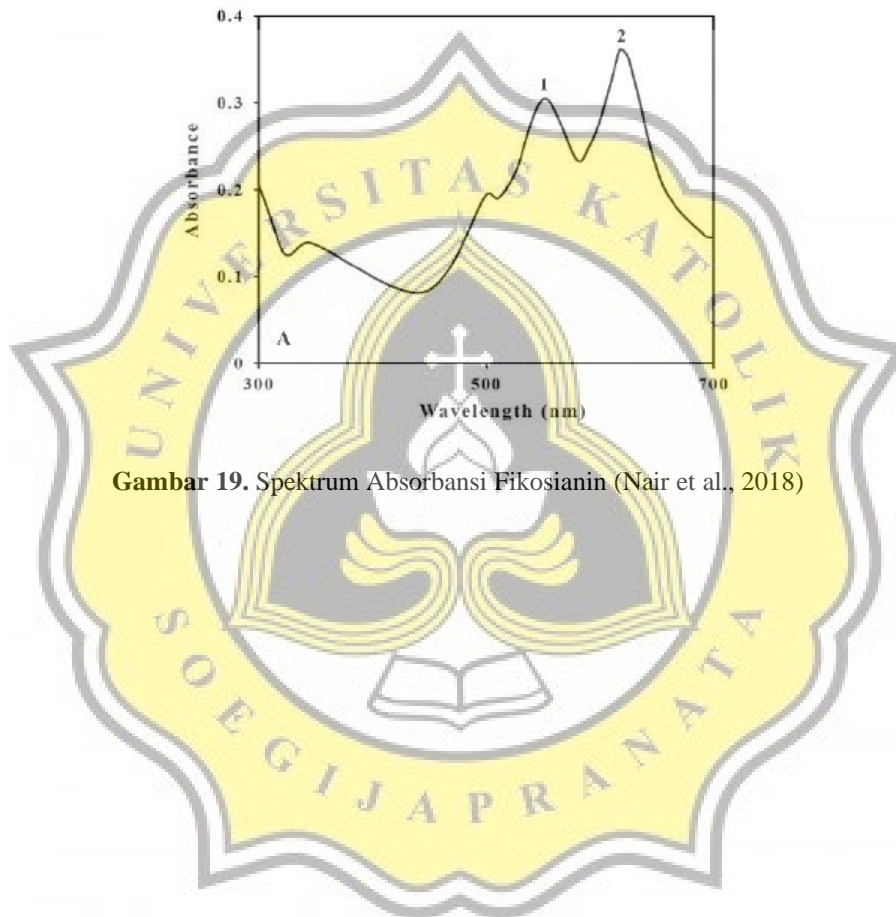 0.4
2
1
0.3
Absorbance
0.2
0.1
A
0
300 500 700
Wavelength (nm)
Gambar 19. Spektrum Absorbansi Fikosianin (Nair et al., 2018)
UNIVERSITAS KATOLIK
SOEGIJAPRANATA